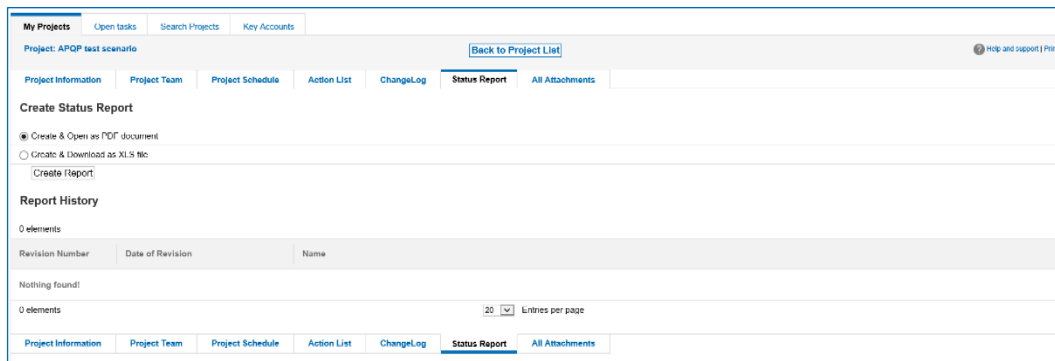 My Projects Open tasks Search Projects Key Accounts
Project: APQP test scenario Back to Project List Help and support | Prin
Project Information Project Team Project Schedule Action List ChangeLog Status Report All Attachments
Create Status Report
Create & Open as PDF document
Create & Download as XLS file
Create Report
Report History
0 elements
Revision Number Date of Revision Name
Nothing found!
0 elements 20 Entries per page
Project Information Project Team Project Schedule Action List ChangeLog Status Report All Attachments